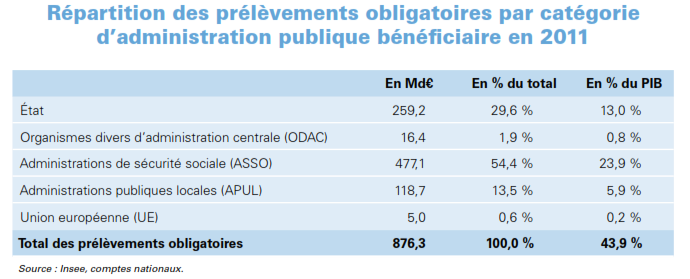 Répartition des prélèvements obligatoires par catégorie
d’administration publique bénéficiaire en 2011
En Md€ En % du total En % du PIB
État 259,2 29,6 % 13,0 %
Organismes divers d’administration centrale (ODAC) 16,4 1,9 % 0,8 %
Administrations de sécurité sociale (ASSO) 477,1 54,4 % 23,9 %
Administrations publiques locales (APUL) 118,7 13,5 % 5,9 %
Union européenne (UE) 5,0 0,6 % 0,2 %
Total des prélèvements obligatoires 876,3 100,0 % 43,9 %
Source : Insee, comptes nationaux.